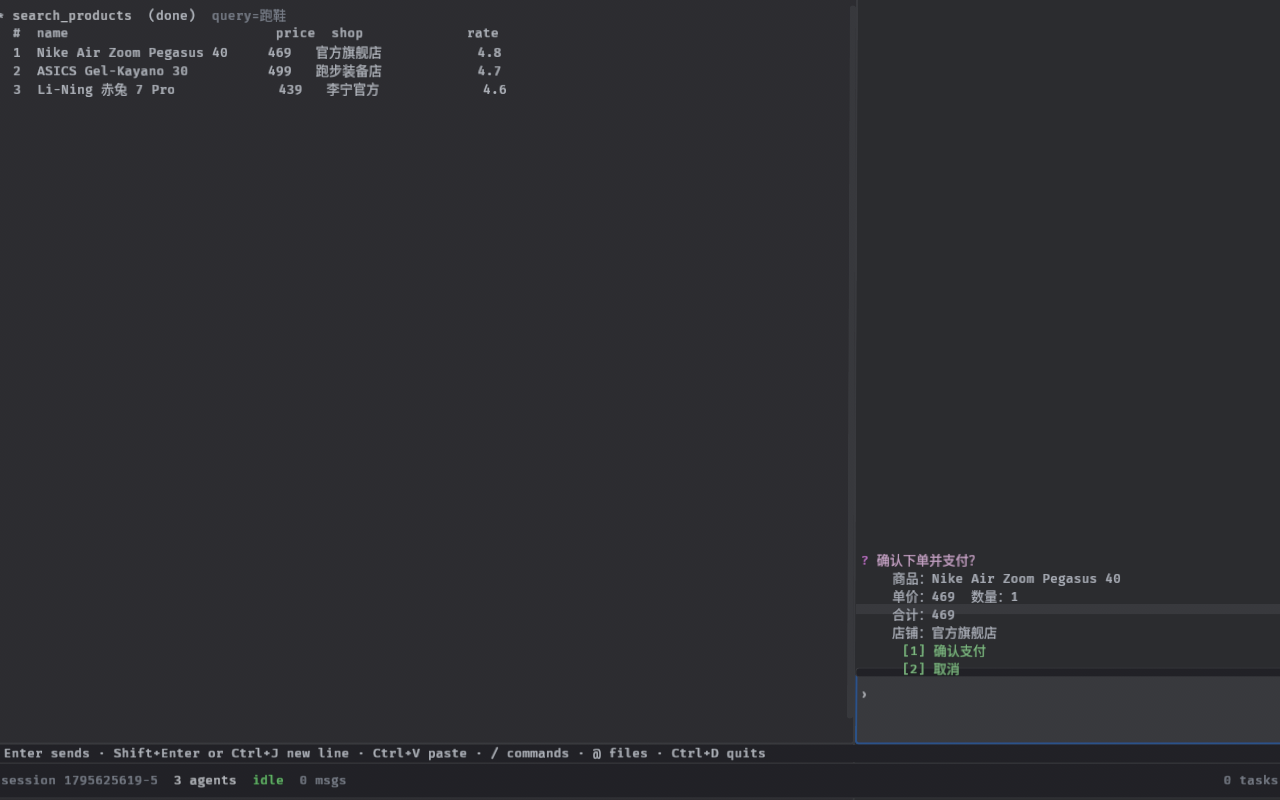 * search_products (done) query=跑鞋
# name price shop rate
1 Nike Air Zoom Pegasus 40 469 官方旗舰店 4.8
2 ASICS Gel-Kayano 30 499 跑步装备店 4.7
3 Li-Ning 赤兔 7 Pro 439 李宁官方 4.6
? 确认下单并支付?
商品: Nike Air Zoom Pegasus 40
单价: 469 数量: 1
合计: 469
店铺: 官方旗舰店
[1] 确认支付
[2] 取消
›
Enter sends · Shift+Enter or Ctrl+J new line · Ctrl+V paste · / commands · @ files · Ctrl+D quits
session 1795625619-5 3 agents idle 0 msgs 0 tasks